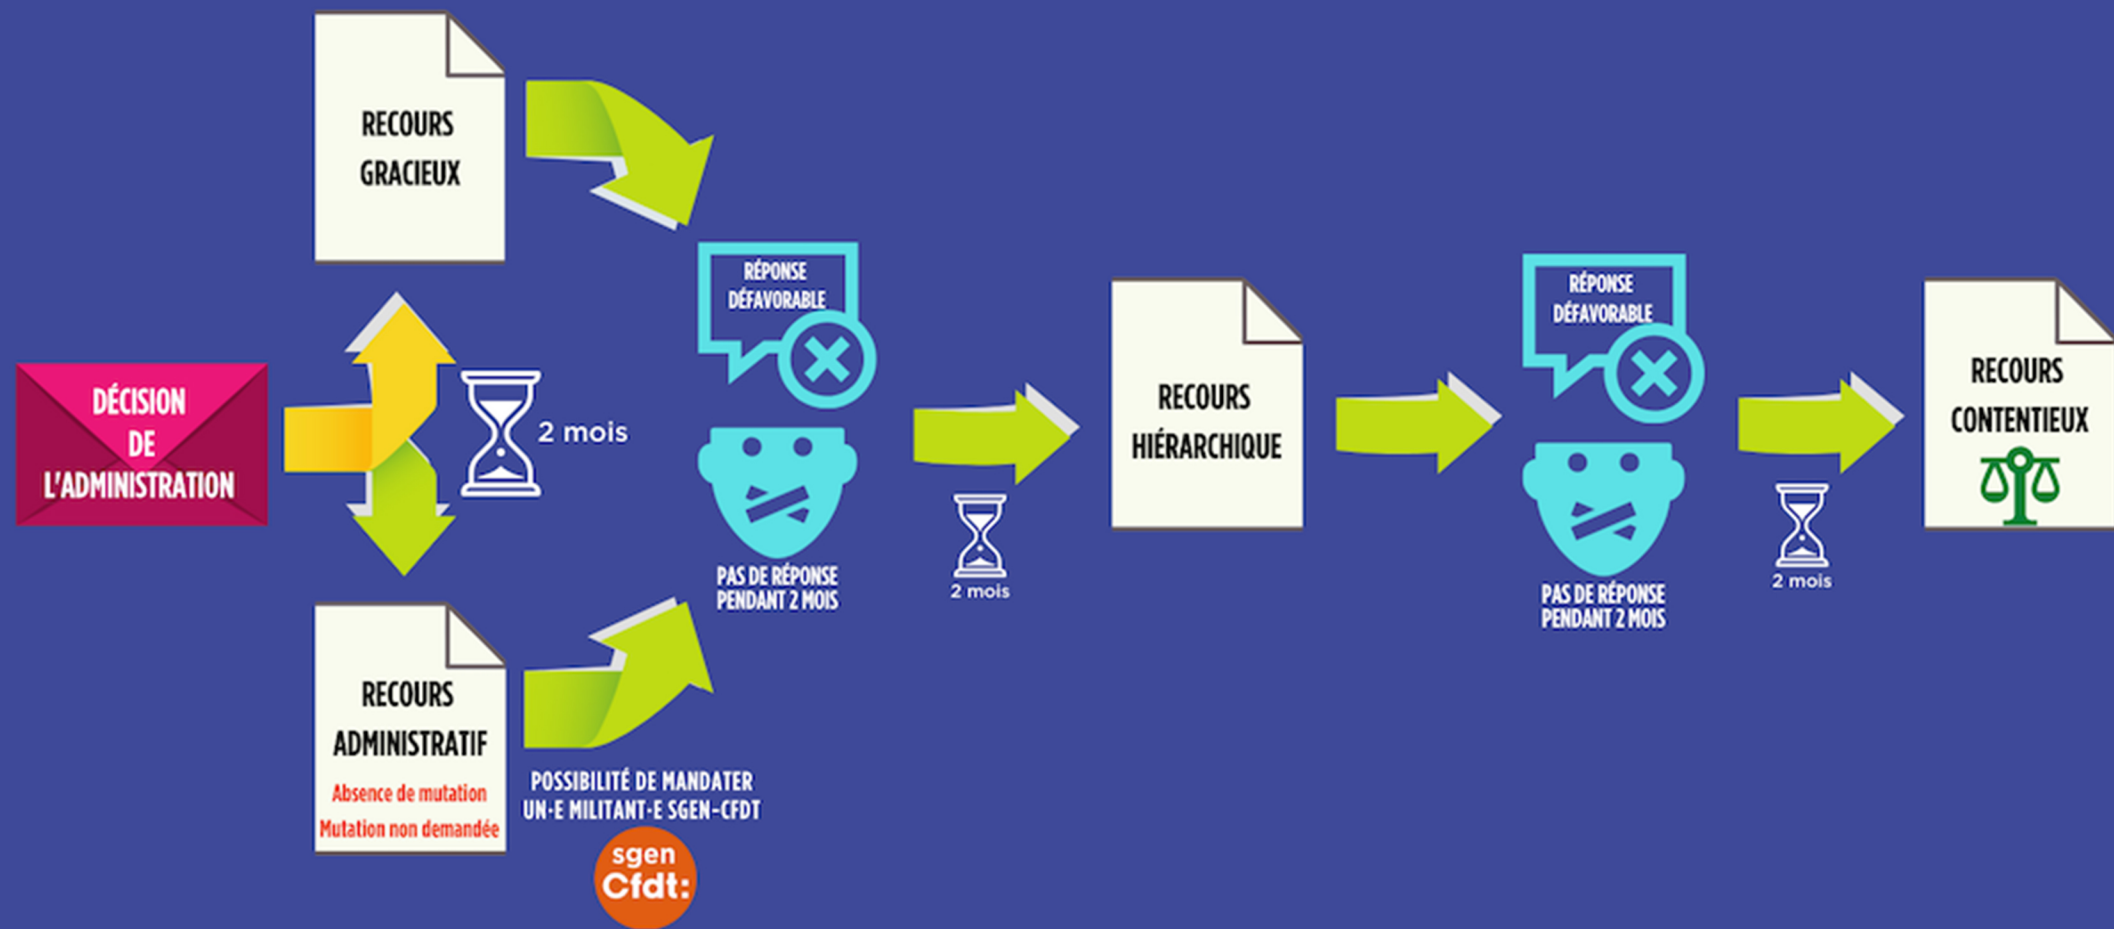 RECOURS
GRACIEUX
DÉCISION
DE
L'ADMINISTRATION
2 mois
RECOURS
ADMINISTRATIF
Absence de mutation
Mutation non demandée
POSSIBILITÉ DE MANDATER
UN·E MILITANT·E SGEN-CFDT
sgen
Cfdt:
RÉPONSE
DÉFAVORABLE
PAS DE RÉPONSE
PENDANT 2 MOIS
2 mois
RECOURS
HIÉRARCHIQUE
RÉPONSE
DÉFAVORABLE
PAS DE RÉPONSE
PENDANT 2 MOIS
2 mois
RECOURS
CONTENTIEUX